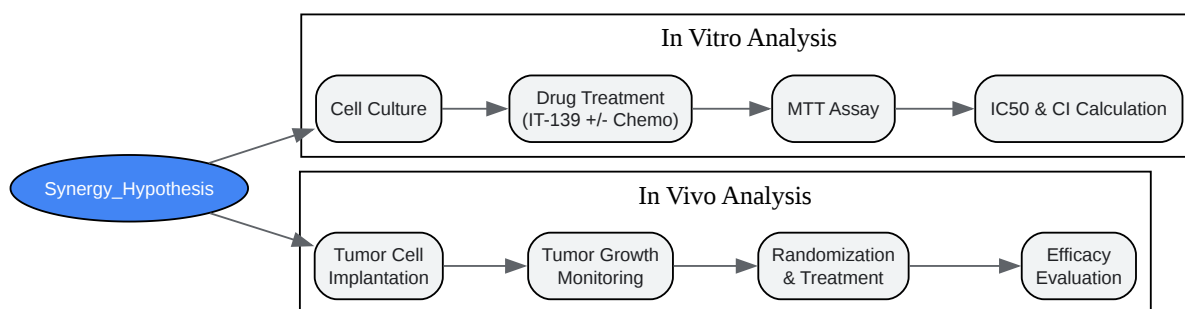 In Vitro Analysis
Cell Culture
Drug Treatment
(IT-139 +/- Chemo)
MTT Assay
IC50 & CI Calculation
Synergy_Hypothesis
In Vivo Analysis
Tumor Cell
Implantation
Tumor Growth
Monitoring
Randomization
& Treatment
Efficacy
Evaluation